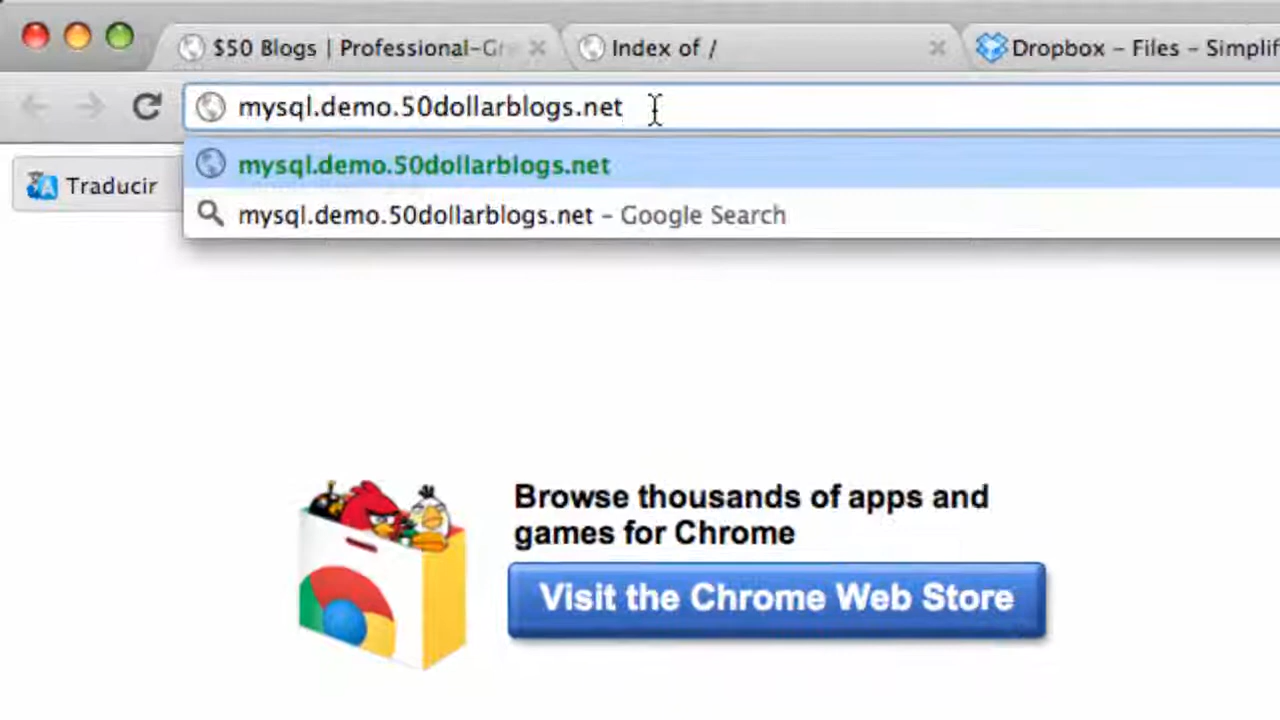 $50 Blogs | Professional-Gr
Index of /
Dropbox – Files – Simplif
mysql.demo.50dollarblogs.net
mysql.demo.50dollarblogs.net
mysql.demo.50dollarblogs.net – Google Search
Traducir
Browse thousands of apps and
games for Chrome
Visit the Chrome Web Store